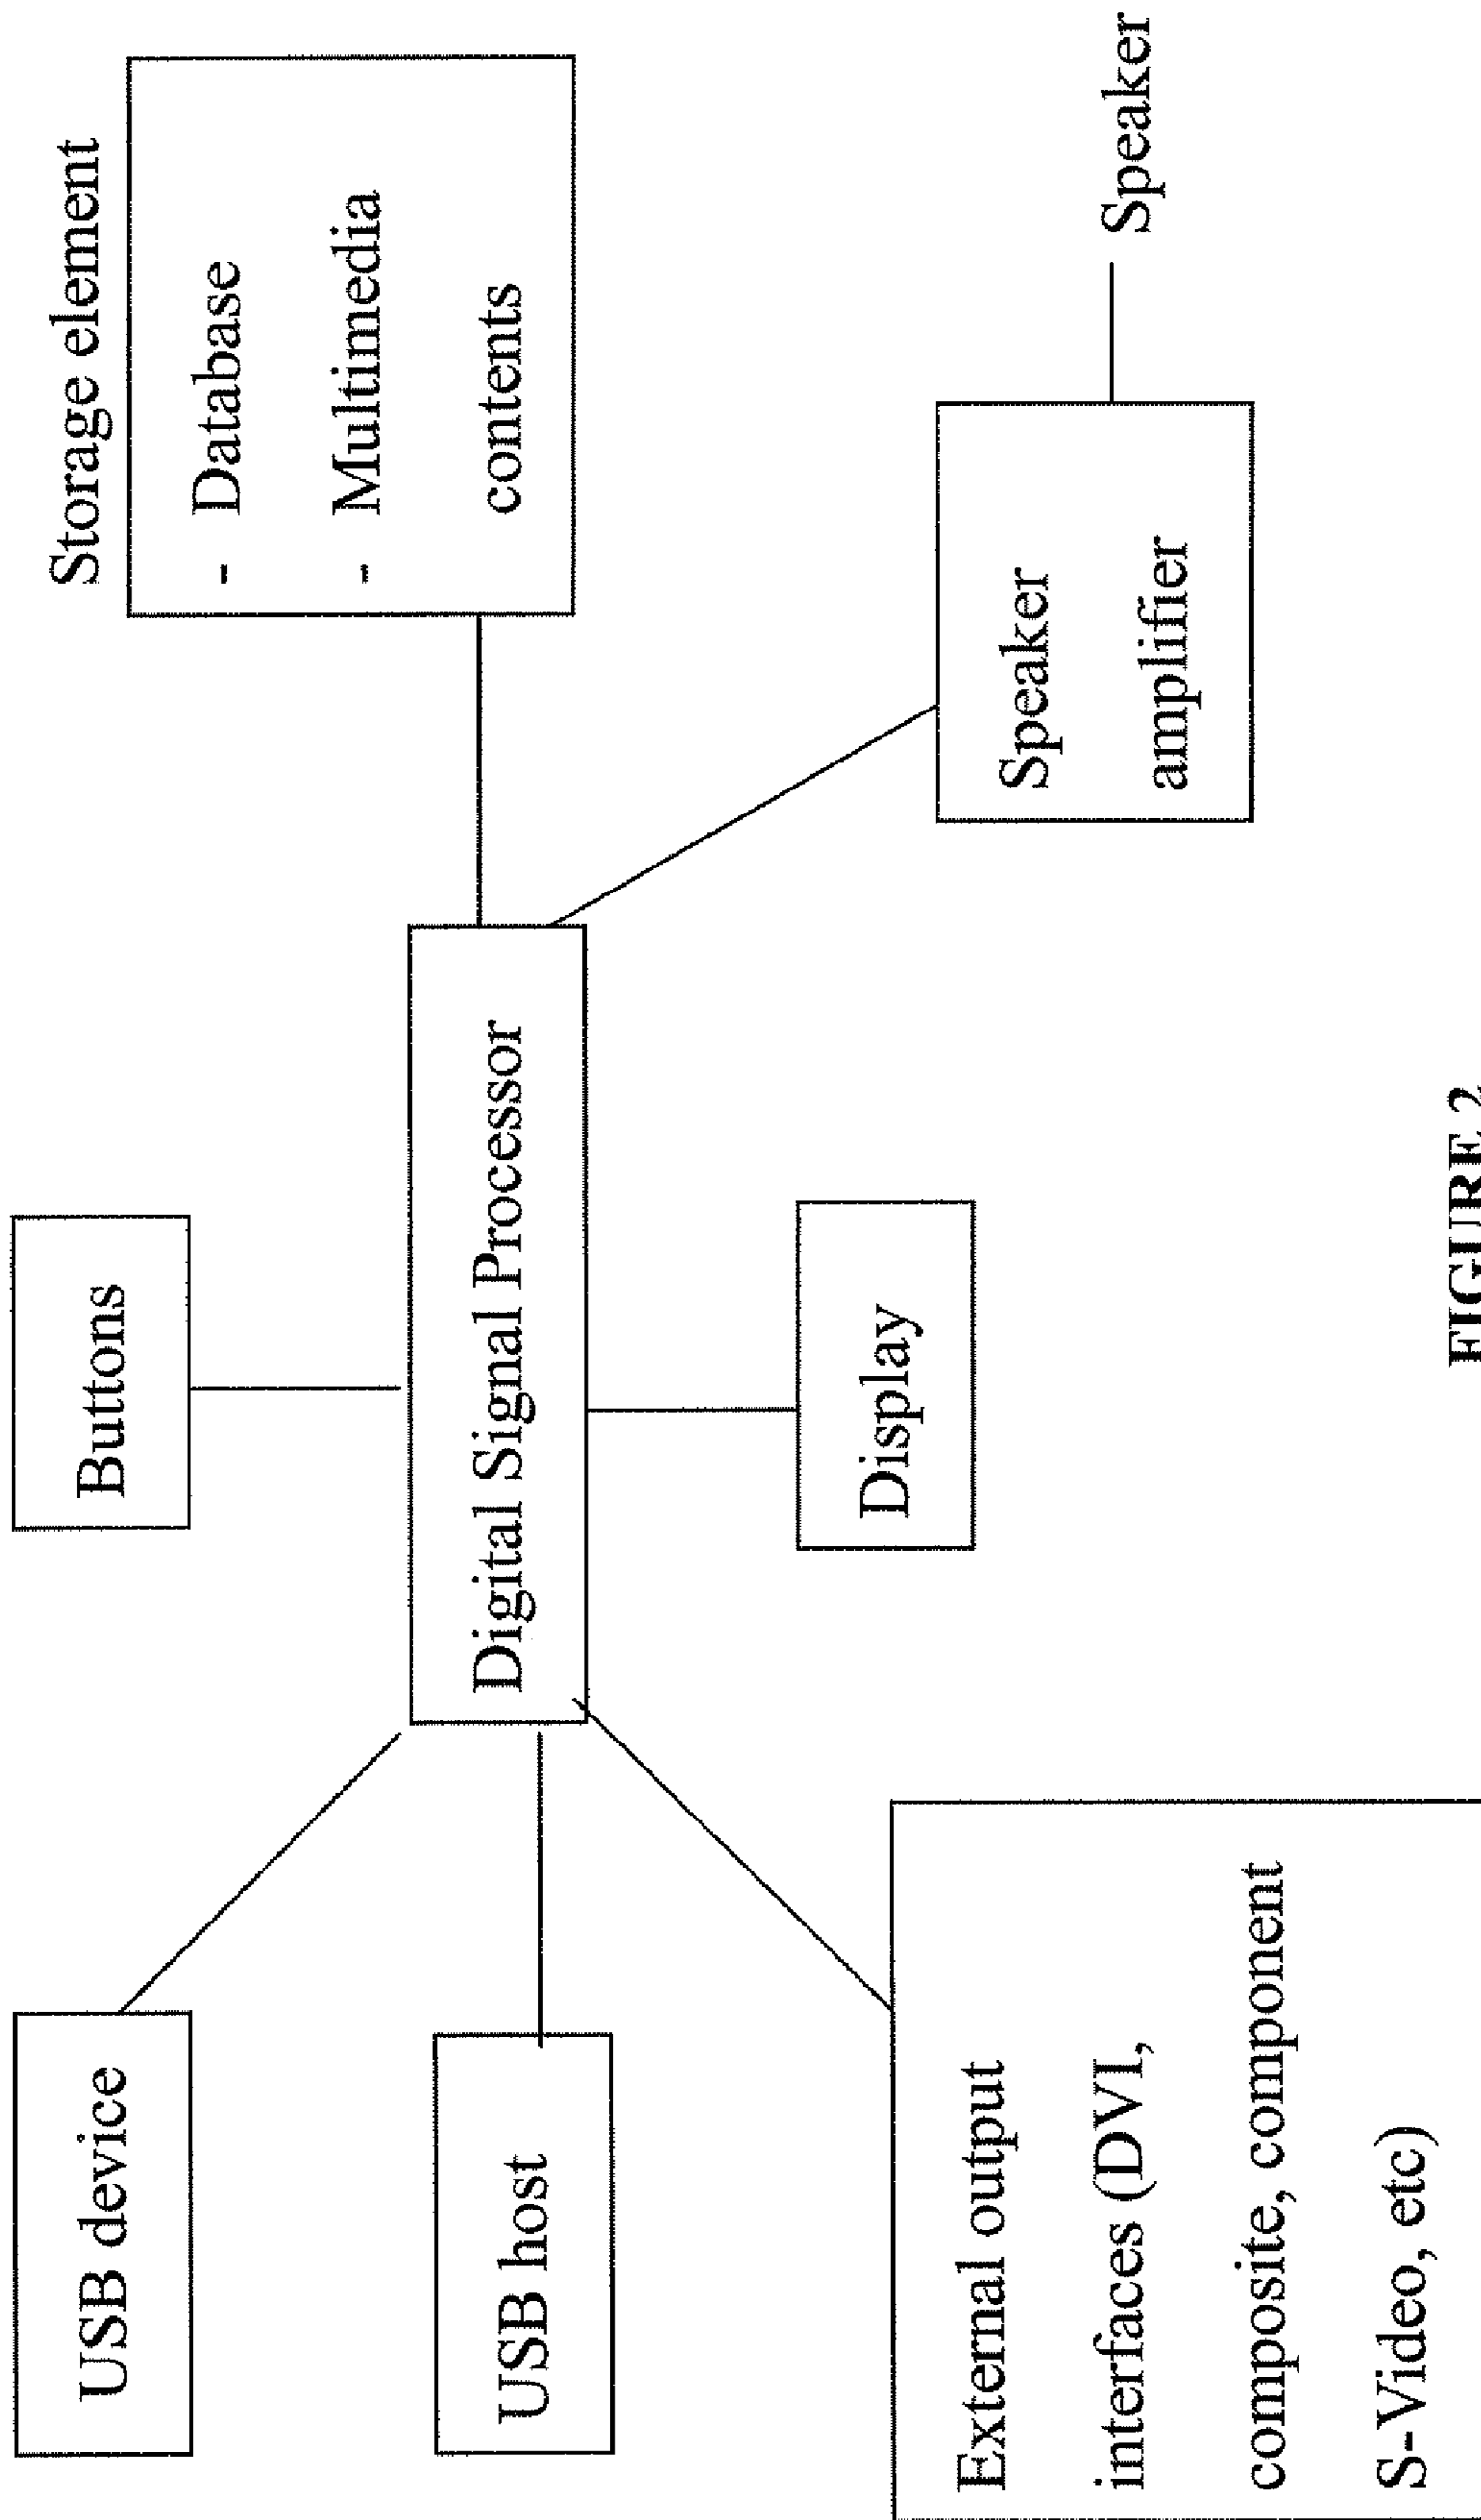 Storage element
USB device
Buttons
- Database
- Multimedia
contents
USB host
Digital Signal Processor
External output
interfaces (DVI,
composite, component
S-Video, etc)
Display
Speaker
amplifier
Speaker
FIGURE 2